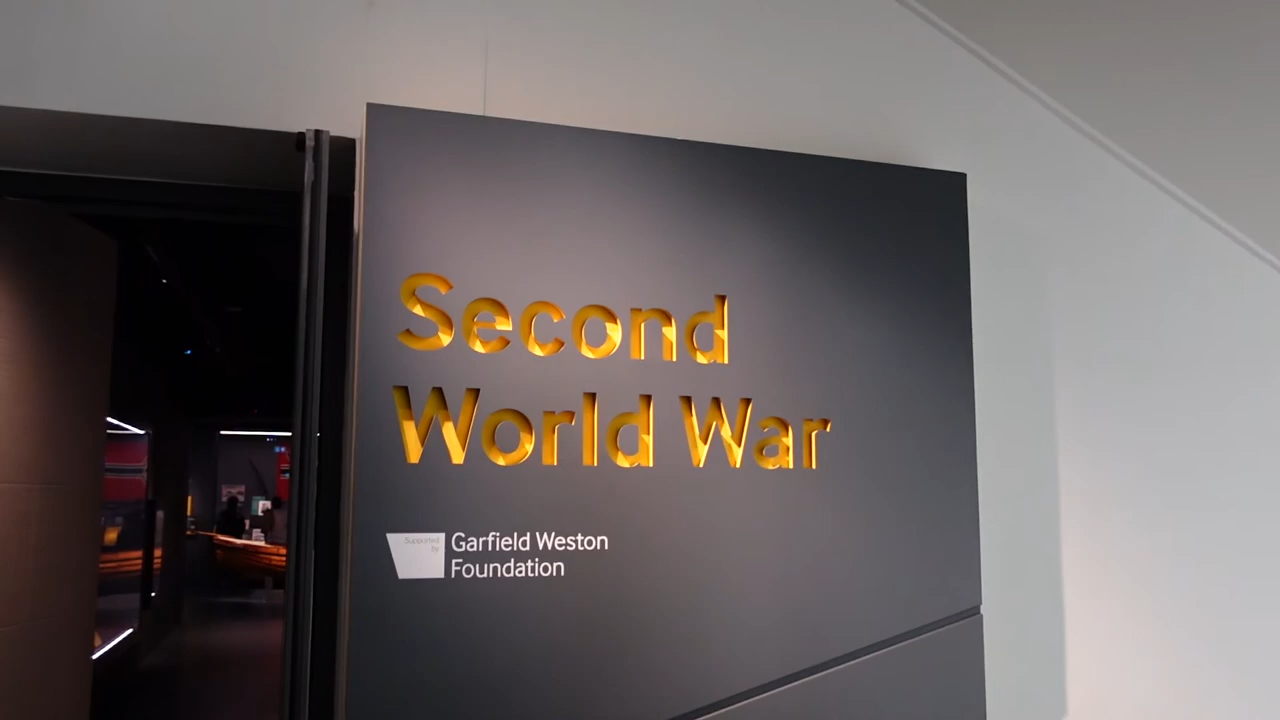 Second
World War
Supported
by
Garfield Weston
Foundation